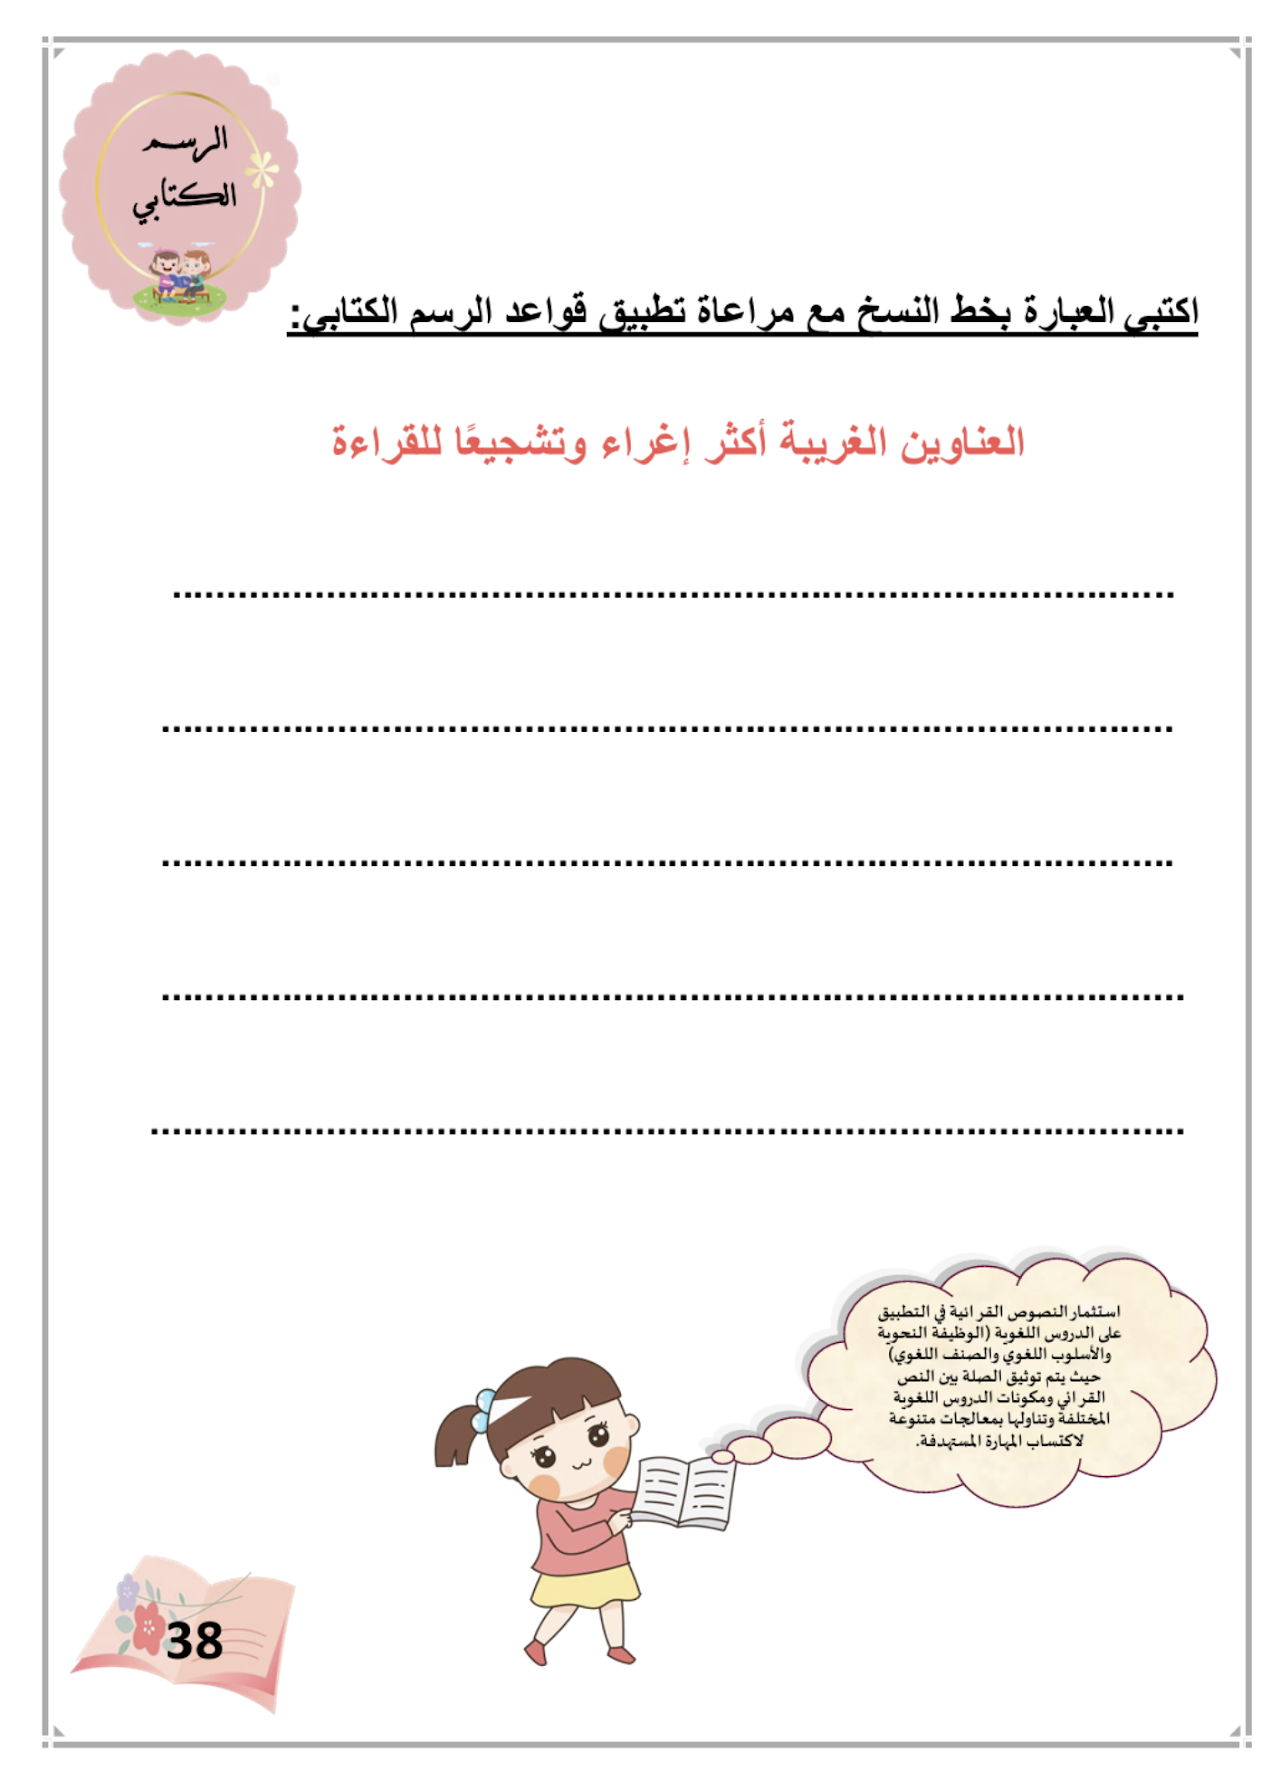 الرسم
الكتابي
اكتبي العبارة بخط النسخ مع مراعاة تطبيق قواعد الرسم الكتابي:
العناوين الغريبة أكثر إغراء وتشجيعًا للقراءة
استثمار النصوص القرائية في التطبيق
على الدروس اللغوية (الوظيفة النحوية
والأسلوب اللغوي والصنف اللغوي)
حيث يتم توثيق الصلة بين النص
القرائي ومكونات الدروس اللغوية
المختلفة وتناولها بمعالجات متنوعة
لاكتساب المهارة المستهدفة.
38